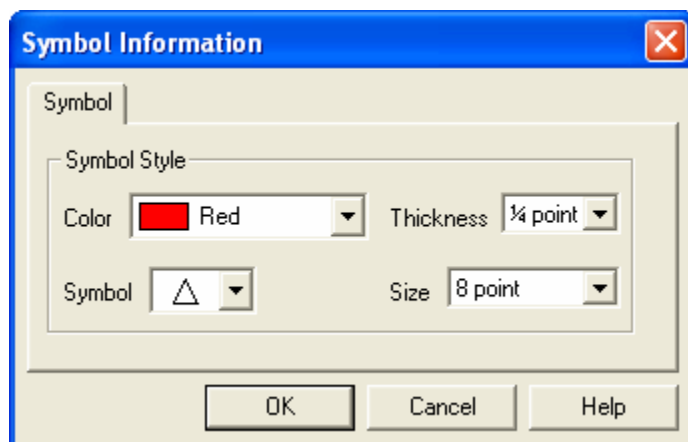 Symbol Information
Symbol
Symbol Style
Color Red Thickness ¼ point
Symbol Size 8 point
OK Cancel Help